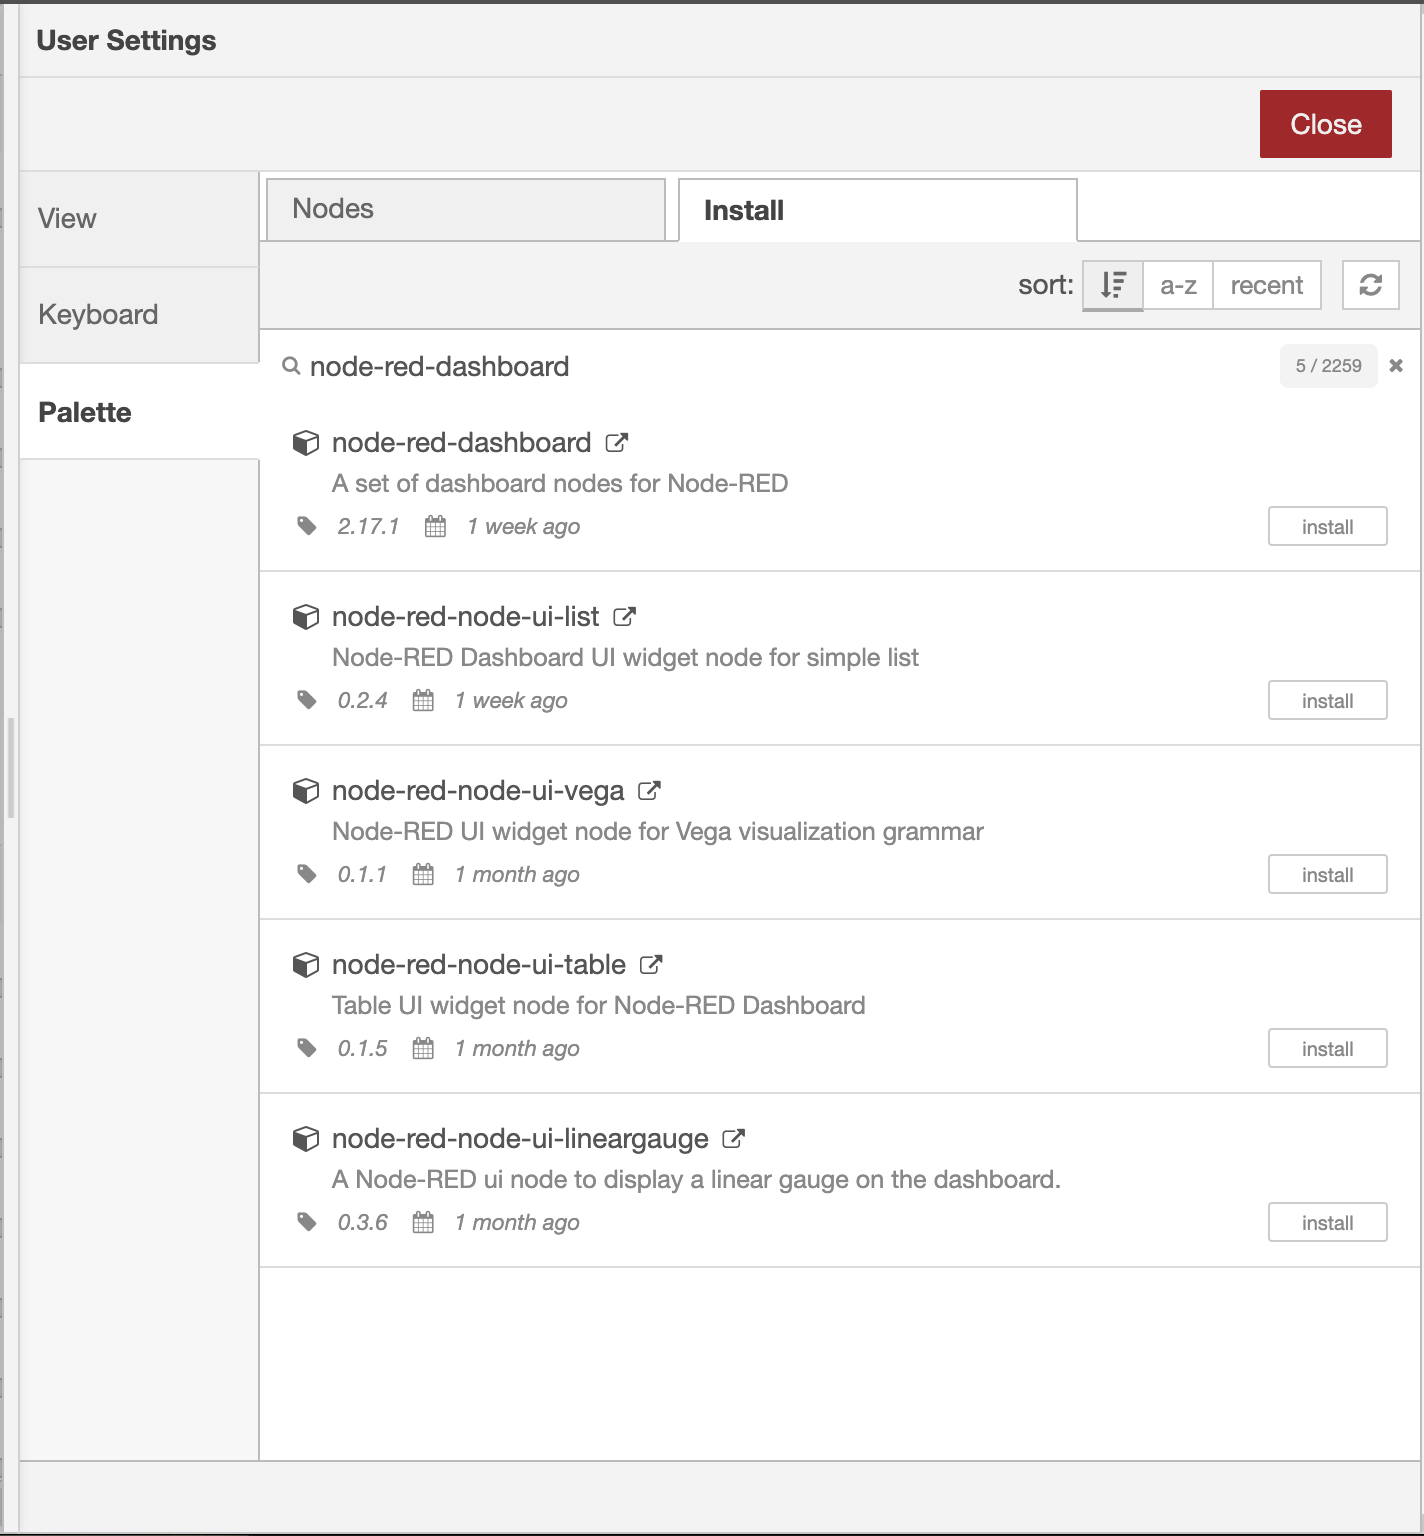 User Settings
Close
View
Keyboard
Palette
Nodes
Install
sort:
a-z
recent
node-red-dashboard
5 / 2259
node-red-dashboard
A set of dashboard nodes for Node-RED
2.17.1
1 week ago
install
node-red-node-ui-list
Node-RED Dashboard UI widget node for simple list
0.2.4
1 week ago
install
node-red-node-ui-vega
Node-RED UI widget node for Vega visualization grammar
0.1.1
1 month ago
install
node-red-node-ui-table
Table UI widget node for Node-RED Dashboard
0.1.5
1 month ago
install
node-red-node-ui-lineargauge
A Node-RED ui node to display a linear gauge on the dashboard.
0.3.6
1 month ago
install